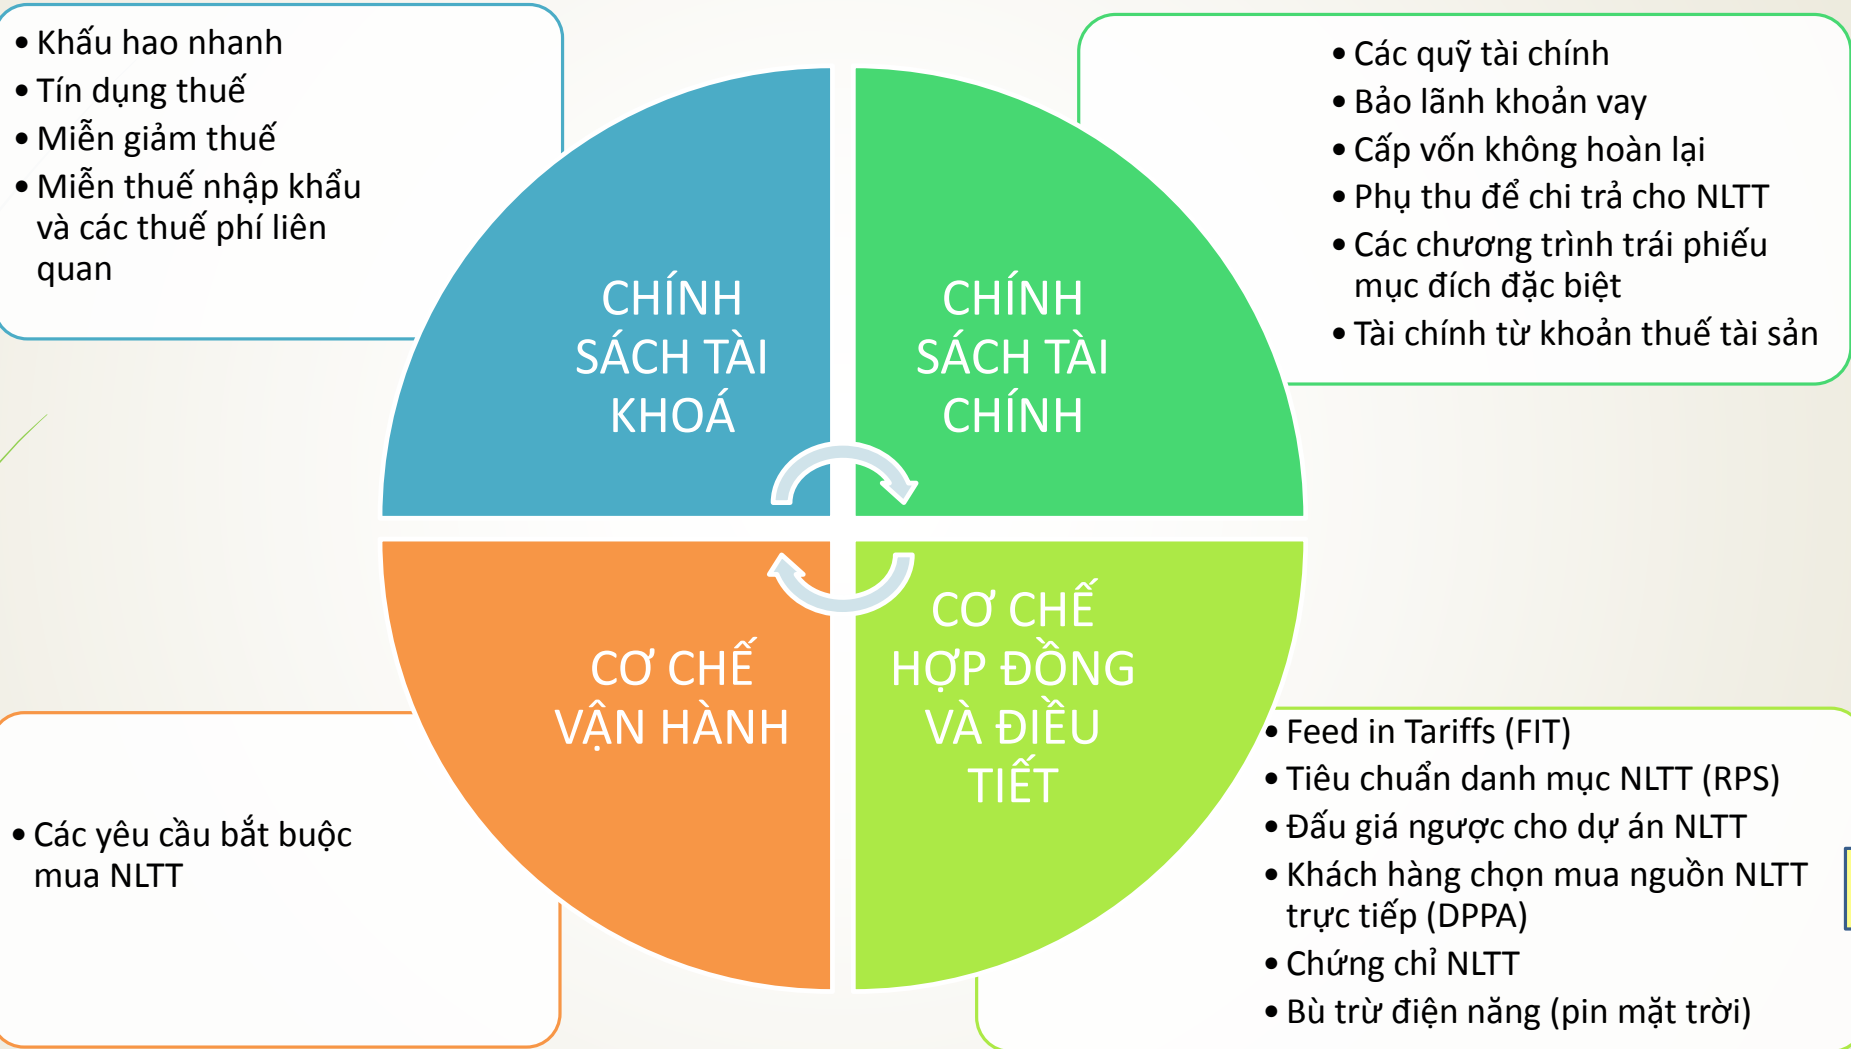 • Khấu hao nhanh
• Tín dụng thuế
• Miễn giảm thuế
• Miễn thuế nhập khẩu
và các thuế phí liên
quan
• Các quỹ tài chính
• Bảo lãnh khoản vay
• Cấp vốn không hoàn lại
• Phụ thu để chi trả cho NLTT
• Các chương trình trái phiếu
mục đích đặc biệt
• Tài chính từ khoản thuế tài sản
CHÍNH
SÁCH TÀI
KHOÁ
CHÍNH
SÁCH TÀI
CHÍNH
CƠ CHẾ
VẬN HÀNH
CƠ CHẾ
HỢP ĐỒNG
VÀ ĐIỀU
TIẾT
• Các yêu cầu bắt buộc
mua NLTT
• Feed in Tariffs (FIT)
• Tiêu chuẩn danh mục NLTT (RPS)
• Đấu giá ngược cho dự án NLTT
• Khách hàng chọn mua nguồn NLTT
trực tiếp (DPPA)
• Chứng chỉ NLTT
• Bù trừ điện năng (pin mặt trời)